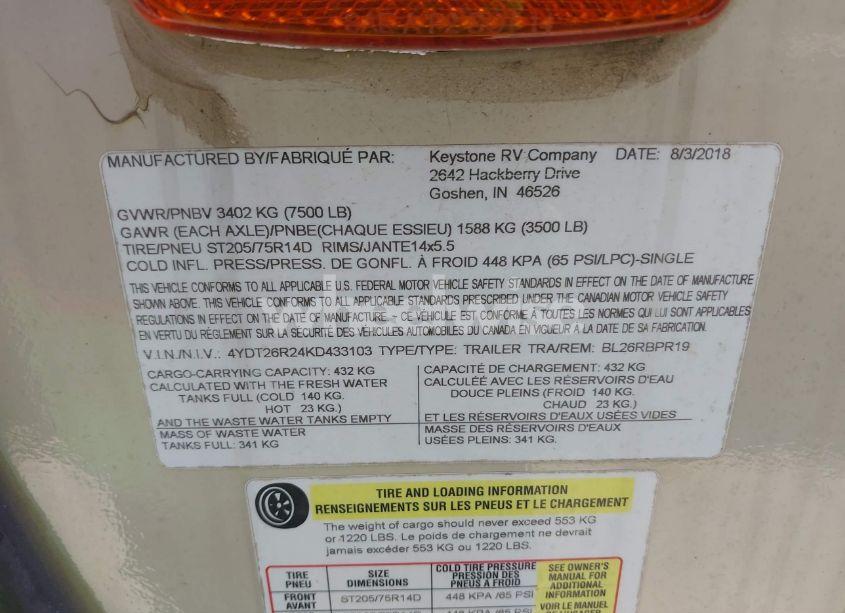 MANUFACTURED BY/FABRIQUÉ PAR: Keystone RV Company DATE: 8/3/2018
2642 Hackberry Drive
Goshen, IN 46526
GVWR/PNBV 3402 KG (7500 LB)
GAWR (EACH AXLE)/PNBE(CHAQUE ESSIEU) 1588 KG (3500 LB)
TIRE/PNEU ST205/75R14D RIMS/JANTE14x5.5
COLD INFL. PRESS/PRESS. DE GONFL. À FROID 448 KPA (65 PSI/LPC)-SINGLE
THIS VEHICLE CONFORMS TO ALL APPLICABLE U.S. FEDERAL MOTOR VEHICLE SAFETY STANDARDS IN EFFECT ON THE DATE OF MANUFACTURE
SHOWN ABOVE. THIS VEHICLE CONFORMS TO ALL APPLICABLE STANDARDS PRESCRIBED UNDER THE CANADIAN MOTOR VEHICLE SAFETY
REGULATIONS IN EFFECT ON THE DATE OF MANUFACTURE. - CE VÉHICULE EST CONFORME À TOUTES LES NORMES QUI LUI SONT APPLICABLES
EN VERTU DU RÈGLEMENT SUR LA SÉCURITÉ DES VÉHICULES AUTOMOBILES DU CANADA EN VIGUEUR À LA DATE DE SA FABRICATION.
V.I.N./N.I.V.: 4YDT26R24KD433103 TYPE/TYPE: TRAILER TRA/REM: BL26RBPR19
CARGO-CARRYING CAPACITY: 432 KG
CALCULATED WITH THE FRESH WATER
TANKS FULL (COLD 140 KG.
HOT 23 KG.)
AND THE WASTE WATER TANKS EMPTY
MASS OF WASTE WATER
TANKS FULL: 341 KG
CAPACITÉ DE CHARGEMENT: 432 KG
CALCULÉE AVEC LES RÉSERVOIRS D'EAU
DOUCE PLEINS (FROID 140 KG.
CHAUD 23 KG.)
ET LES RÉSERVOIRS D'EAUX USÉES VIDES
MASSE DES RÉSERVOIRS D'EAUX
USÉES PLEINS: 341 KG.
TIRE AND LOADING INFORMATION
RENSEIGNEMENTS SUR LES PNEUS ET LE CHARGEMENT
The weight of cargo should never exceed 553 KG
or 1220 LBS. Le poids de chargement ne devrait
jamais excéder 553 KG ou 1220 LBS.
TIRE
PNEU
SIZE
DIMENSIONS
COLD TIRE PRESSURE
PRESSION DES
PNEUS À FROID
FRONT
AVANT
ST205/75R14D
448 KPA /65 PSI
SEE OWNER'S
MANUAL FOR
ADDITIONAL
INFORMATION
VOIR LE MANUEL